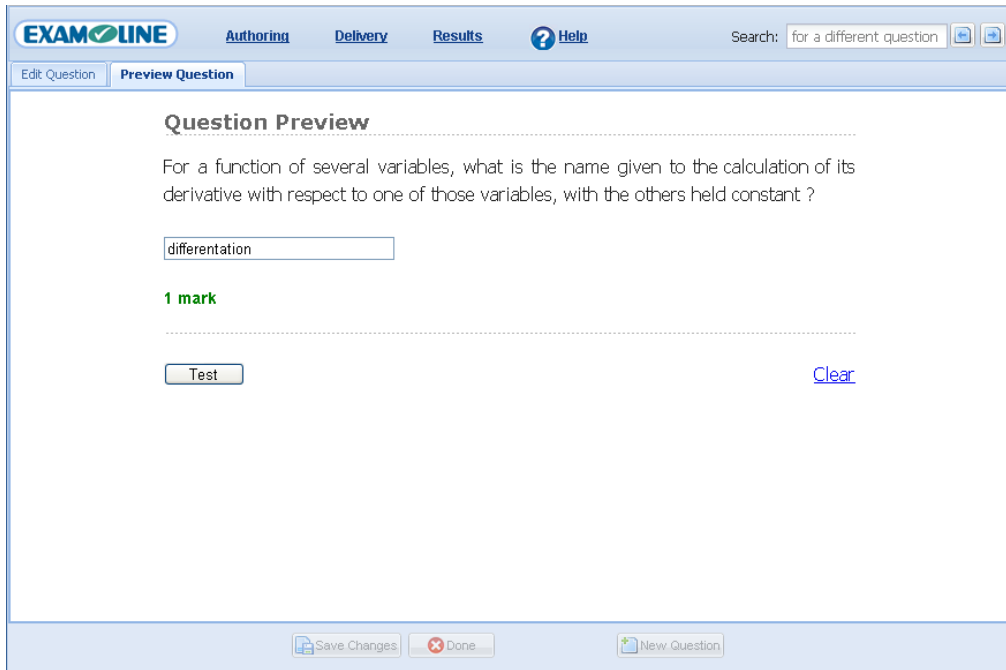 EXAMOLINE Authoring Delivery Results ? Help Search: for a different question
Edit Question Preview Question
Question Preview
For a function of several variables, what is the name given to the calculation of its
derivative with respect to one of those variables, with the others held constant ?
differentation
1 mark
Test Clear
Save Changes Done New Question